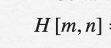 H [m, n] =